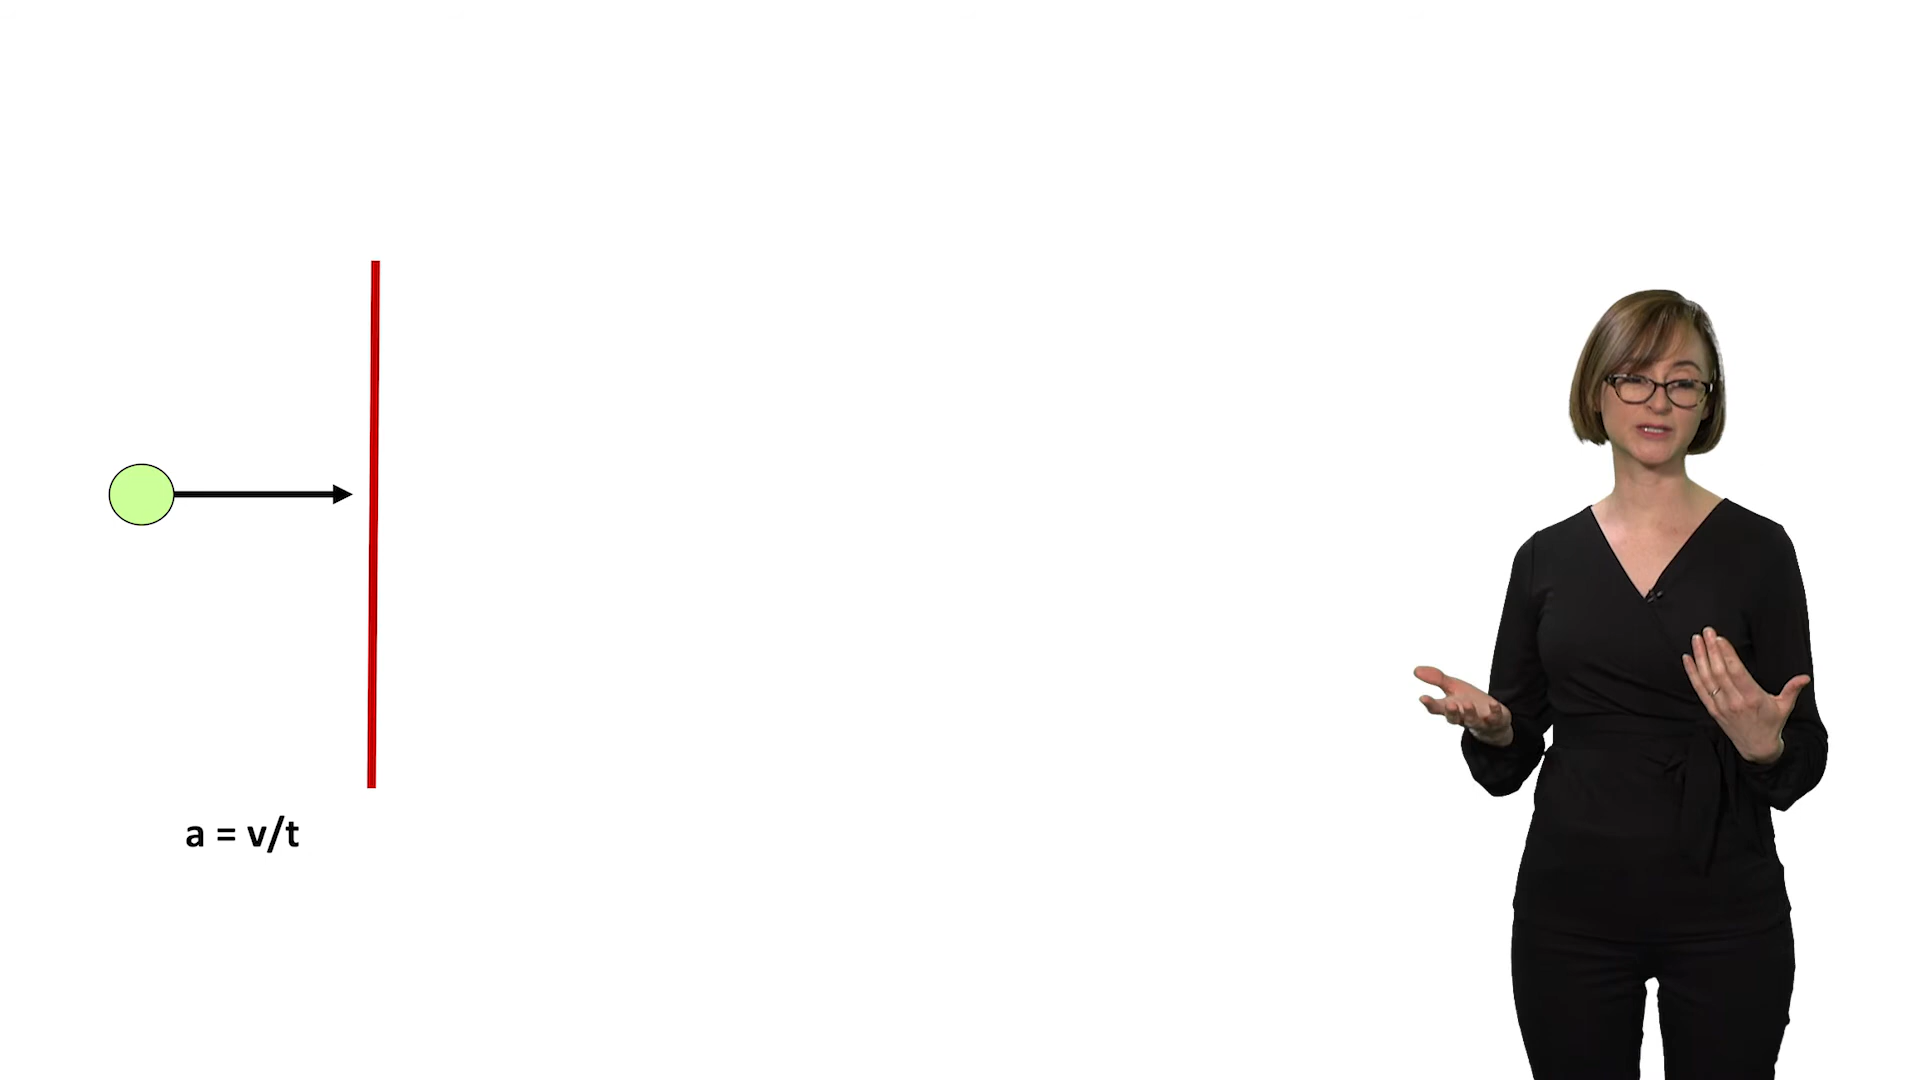 a = v/t